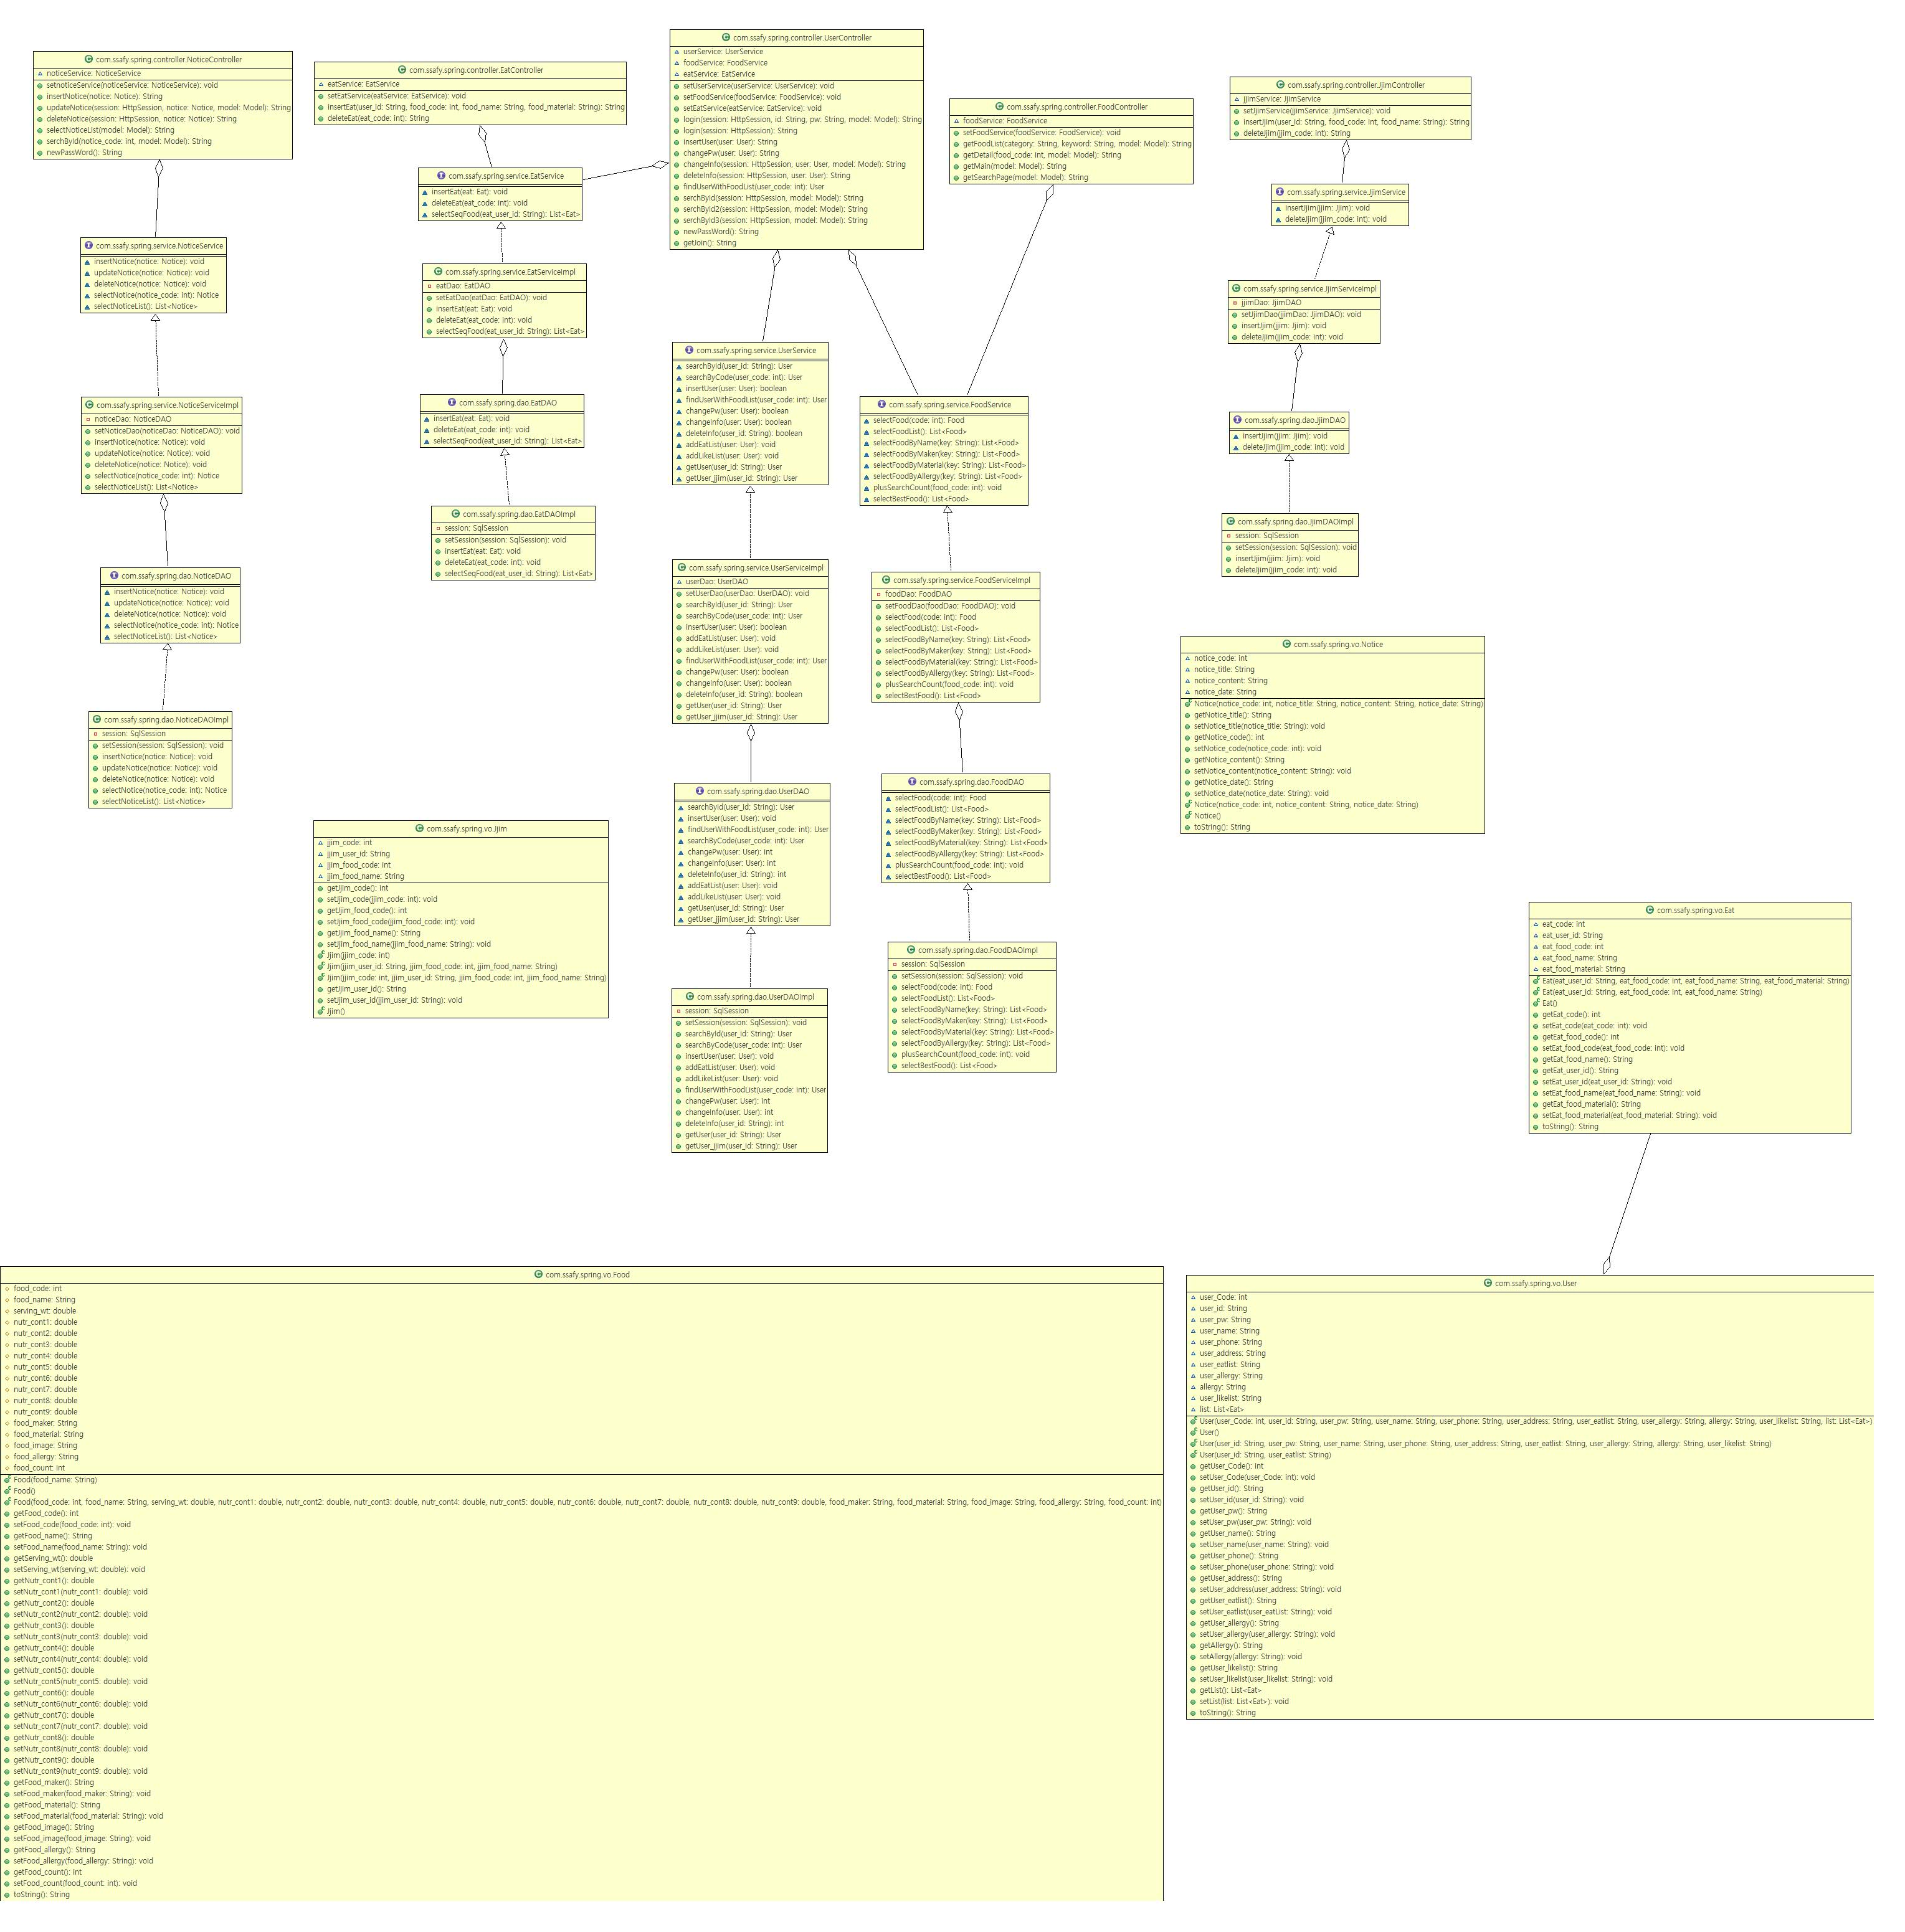 com.ssafy.spring.controller.NoticeController
noticeService: NoticeService
setnoticeService(noticeService: NoticeService): void
insertNotice(notice: Notice): String
updateNotice(session: HttpSession, notice: Notice, model: Model): String
deleteNotice(session: HttpSession, notice: Notice): String
selectNoticeList(model: Model): String
serchById(notice_code: int, model: Model): String
newPassWord(): String
com.ssafy.spring.controller.EatController
eatService: EatService
setEatService(eatService: EatService): void
insertEat(user_id: String, food_code: int, food_name: String, food_material: String): String
deleteEat(eat_code: int): String
com.ssafy.spring.controller.UserController
userService: UserService
foodService: FoodService
eatService: EatService
setUserService(userService: UserService): void
setFoodService(foodService: FoodService): void
setEatService(eatService: EatService): void
login(session: HttpSession, id: String, pw: String, model: Model): String
login(session: HttpSession): String
insertUser(user: User): String
changePw(user: User): String
changeInfo(session: HttpSession, user: User, model: Model): String
deleteInfo(session: HttpSession, user: User): String
findUserWithFoodList(user_code: int): User
serchById(session: HttpSession, model: Model): String
serchById2(session: HttpSession, model: Model): String
serchById3(session: HttpSession, model: Model): String
newPassWord(): String
getJoin(): String
com.ssafy.spring.controller.FoodController
foodService: FoodService
setFoodService(foodService: FoodService): void
getFoodList(category: String, keyword: String, model: Model): String
getDetail(food_code: int, model: Model): String
getMain(model: Model): String
getSearchPage(model: Model): String
com.ssafy.spring.controller.JjimController
jjimService: JjimService
setJjimService(jjimService: JjimService): void
insertJjim(user_id: String, food_code: int, food_name: String): String
deleteJjim(jjim_code: int): String
com.ssafy.spring.service.EatService
insertEat(eat: Eat): void
deleteEat(eat_code: int): void
selectSeqFood(eat_user_id: String): List<Eat>
com.ssafy.spring.service.JjimService
insertJjim(jjim: Jjim): void
deleteJjim(jjim_code: int): void
com.ssafy.spring.service.NoticeService
insertNotice(notice: Notice): void
updateNotice(notice: Notice): void
deleteNotice(notice: Notice): void
selectNotice(notice_code: int): Notice
selectNoticeList(): List<Notice>
com.ssafy.spring.service.EatServiceImpl
eatDao: EatDAO
setEatDao(eatDao: EatDAO): void
insertEat(eat: Eat): void
deleteEat(eat_code: int): void
selectSeqFood(eat_user_id: String): List<Eat>
com.ssafy.spring.service.JjimServiceImpl
jjimDao: JjimDAO
setJjimDao(jjimDao: JjimDAO): void
insertJjim(jjim: Jjim): void
deleteJjim(jjim_code: int): void
com.ssafy.spring.service.UserService
searchById(user_id: String): User
searchByCode(user_code: int): User
insertUser(user: User): boolean
findUserWithFoodList(user_code: int): User
changePw(user: User): boolean
changeInfo(user: User): boolean
deleteInfo(user_id: String): boolean
addEatList(user: User): void
addLikeList(user: User): void
getUser(user_id: String): User
getUser_jjim(user_id: String): User
com.ssafy.spring.service.NoticeServiceImpl
noticeDao: NoticeDAO
setNoticeDao(noticeDao: NoticeDAO): void
insertNotice(notice: Notice): void
updateNotice(notice: Notice): void
deleteNotice(notice: Notice): void
selectNotice(notice_code: int): Notice
selectNoticeList(): List<Notice>
com.ssafy.spring.dao.EatDAO
insertEat(eat: Eat): void
deleteEat(eat_code: int): void
selectSeqFood(eat_user_id: String): List<Eat>
com.ssafy.spring.service.FoodService
selectFood(code: int): Food
selectFoodList(): List<Food>
selectFoodByName(key: String): List<Food>
selectFoodByMaker(key: String): List<Food>
selectFoodByMaterial(key: String): List<Food>
selectFoodByAllergy(key: String): List<Food>
plusSearchCount(food_code: int): void
selectBestFood(): List<Food>
com.ssafy.spring.dao.JjimDAO
insertJjim(jjim: Jjim): void
deleteJjim(jjim_code: int): void
com.ssafy.spring.dao.EatDAOImpl
session: SqlSession
setSession(session: SqlSession): void
insertEat(eat: Eat): void
deleteEat(eat_code: int): void
selectSeqFood(eat_user_id: String): List<Eat>
com.ssafy.spring.dao.JjimDAOImpl
session: SqlSession
setSession(session: SqlSession): void
insertJjim(jjim: Jjim): void
deleteJjim(jjim_code: int): void
com.ssafy.spring.dao.NoticeDAO
insertNotice(notice: Notice): void
updateNotice(notice: Notice): void
deleteNotice(notice: Notice): void
selectNotice(notice_code: int): Notice
selectNoticeList(): List<Notice>
com.ssafy.spring.service.UserServiceImpl
userDao: UserDAO
setUserDao(userDao: UserDAO): void
searchById(user_id: String): User
searchByCode(user_code: int): User
insertUser(user: User): boolean
addEatList(user: User): void
addLikeList(user: User): void
findUserWithFoodList(user_code: int): User
changePw(user: User): boolean
changeInfo(user: User): boolean
deleteInfo(user_id: String): boolean
getUser(user_id: String): User
getUser_jjim(user_id: String): User
com.ssafy.spring.service.FoodServiceImpl
foodDao: FoodDAO
setFoodDao(foodDao: FoodDAO): void
selectFood(code: int): Food
selectFoodList(): List<Food>
selectFoodByName(key: String): List<Food>
selectFoodByMaker(key: String): List<Food>
selectFoodByMaterial(key: String): List<Food>
selectFoodByAllergy(key: String): List<Food>
plusSearchCount(food_code: int): void
selectBestFood(): List<Food>
com.ssafy.spring.vo.Notice
notice_code: int
notice_title: String
notice_content: String
notice_date: String
Notice(notice_code: int, notice_title: String, notice_content: String, notice_date: String)
getNotice_title(): String
setNotice_title(notice_title: String): void
getNotice_code(): int
setNotice_code(notice_code: int): void
getNotice_content(): String
setNotice_content(notice_content: String): void
getNotice_date(): String
setNotice_date(notice_date: String): void
Notice(notice_code: int, notice_content: String, notice_date: String)
Notice()
toString(): String
com.ssafy.spring.dao.NoticeDAOImpl
session: SqlSession
setSession(session: SqlSession): void
insertNotice(notice: Notice): void
updateNotice(notice: Notice): void
deleteNotice(notice: Notice): void
selectNotice(notice_code: int): Notice
selectNoticeList(): List<Notice>
com.ssafy.spring.dao.UserDAO
searchById(user_id: String): User
insertUser(user: User): void
findUserWithFoodList(user_code: int): User
searchByCode(user_code: int): User
changePw(user: User): int
changeInfo(user: User): int
deleteInfo(user_id: String): int
addEatList(user: User): void
addLikeList(user: User): void
getUser(user_id: String): User
getUser_jjim(user_id: String): User
com.ssafy.spring.dao.FoodDAO
selectFood(code: int): Food
selectFoodList(): List<Food>
selectFoodByName(key: String): List<Food>
selectFoodByMaker(key: String): List<Food>
selectFoodByMaterial(key: String): List<Food>
selectFoodByAllergy(key: String): List<Food>
plusSearchCount(food_code: int): void
selectBestFood(): List<Food>
com.ssafy.spring.vo.Jjim
jjim_code: int
jjim_user_id: String
jjim_food_code: int
jjim_food_name: String
getJjim_code(): int
setJjim_code(jjim_code: int): void
getJjim_food_code(): int
setJjim_food_code(jjim_food_code: int): void
getJjim_food_name(): String
setJjim_food_name(jjim_food_name: String): void
Jjim(jjim_code: int)
Jjim(jjim_user_id: String, jjim_food_code: int, jjim_food_name: String)
Jjim(jjim_code: int, jjim_user_id: String, jjim_food_code: int, jjim_food_name: String)
getJjim_user_id(): String
setJjim_user_id(jjim_user_id: String): void
Jjim()
com.ssafy.spring.vo.Eat
eat_code: int
eat_user_id: String
eat_food_code: int
eat_food_name: String
eat_food_material: String
Eat(eat_user_id: String, eat_food_code: int, eat_food_name: String, eat_food_material: String)
Eat(eat_user_id: String, eat_food_code: int, eat_food_name: String)
Eat()
getEat_code(): int
setEat_code(eat_code: int): void
getEat_food_code(): int
setEat_food_code(eat_food_code: int): void
getEat_food_name(): String
getEat_user_id(): String
setEat_user_id(eat_user_id: String): void
setEat_food_name(eat_food_name: String): void
getEat_food_material(): String
setEat_food_material(eat_food_material: String): void
toString(): String
com.ssafy.spring.dao.FoodDAOImpl
session: SqlSession
setSession(session: SqlSession): void
selectFood(code: int): Food
selectFoodList(): List<Food>
selectFoodByName(key: String): List<Food>
selectFoodByMaker(key: String): List<Food>
selectFoodByMaterial(key: String): List<Food>
selectFoodByAllergy(key: String): List<Food>
plusSearchCount(food_code: int): void
selectBestFood(): List<Food>
com.ssafy.spring.dao.UserDAOImpl
session: SqlSession
setSession(session: SqlSession): void
searchById(user_id: String): User
searchByCode(user_code: int): User
insertUser(user: User): void
addEatList(user: User): void
addLikeList(user: User): void
findUserWithFoodList(user_code: int): User
changePw(user: User): int
changeInfo(user: User): int
deleteInfo(user_id: String): int
getUser(user_id: String): User
getUser_jjim(user_id: String): User
com.ssafy.spring.vo.Food
food_code: int
food_name: String
serving_wt: double
nutr_cont1: double
nutr_cont2: double
nutr_cont3: double
nutr_cont4: double
nutr_cont5: double
nutr_cont6: double
nutr_cont7: double
nutr_cont8: double
nutr_cont9: double
food_maker: String
food_material: String
food_image: String
food_allergy: String
food_count: int
Food(food_name: String)
Food()
Food(food_code: int, food_name: String, serving_wt: double, nutr_cont1: double, nutr_cont2: double, nutr_cont3: double, nutr_cont4: double, nutr_cont5: double, nutr_cont6: double, nutr_cont7: double, nutr_cont8: double, nutr_cont9: double, food_maker: String, food_material: String, food_image: String, food_allergy: String, food_count: int)
getFood_code(): int
setFood_code(food_code: int): void
getFood_name(): String
setFood_name(food_name: String): void
getServing_wt(): double
setServing_wt(serving_wt: double): void
getNutr_cont1(): double
setNutr_cont1(nutr_cont1: double): void
getNutr_cont2(): double
setNutr_cont2(nutr_cont2: double): void
getNutr_cont3(): double
setNutr_cont3(nutr_cont3: double): void
getNutr_cont4(): double
setNutr_cont4(nutr_cont4: double): void
getNutr_cont5(): double
setNutr_cont5(nutr_cont5: double): void
getNutr_cont6(): double
setNutr_cont6(nutr_cont6: double): void
getNutr_cont7(): double
setNutr_cont7(nutr_cont7: double): void
getNutr_cont8(): double
setNutr_cont8(nutr_cont8: double): void
getNutr_cont9(): double
setNutr_cont9(nutr_cont9: double): void
getFood_maker(): String
setFood_maker(food_maker: String): void
getFood_material(): String
setFood_material(food_material: String): void
getFood_image(): String
setFood_image(food_image: String): void
getFood_allergy(): String
setFood_allergy(food_allergy: String): void
getFood_count(): int
setFood_count(food_count: int): void
toString(): String
com.ssafy.spring.vo.User
user_Code: int
user_id: String
user_pw: String
user_name: String
user_phone: String
user_address: String
user_eatlist: String
user_allergy: String
allergy: String
user_likelist: String
list: List<Eat>
User(user_Code: int, user_id: String, user_pw: String, user_name: String, user_phone: String, user_address: String, user_eatlist: String, user_allergy: String, allergy: String, user_likelist: String, list: List<Eat>)
User()
User(user_id: String, user_pw: String, user_name: String, user_phone: String, user_address: String, user_eatlist: String, user_allergy: String, allergy: String, user_likelist: String)
User(user_id: String, user_eatlist: String)
getUser_Code(): int
setUser_Code(user_Code: int): void
getUser_id(): String
setUser_id(user_id: String): void
getUser_pw(): String
setUser_pw(user_pw: String): void
getUser_name(): String
setUser_name(user_name: String): void
getUser_phone(): String
setUser_phone(user_phone: String): void
getUser_address(): String
setUser_address(user_address: String): void
getUser_eatlist(): String
setUser_eatlist(user_eatList: String): void
getUser_allergy(): String
setUser_allergy(user_allergy: String): void
getAllergy(): String
setAllergy(allergy: String): void
getUser_likelist(): String
setUser_likelist(user_likelist: String): void
getList(): List<Eat>
setList(list: List<Eat>): void
toString(): String